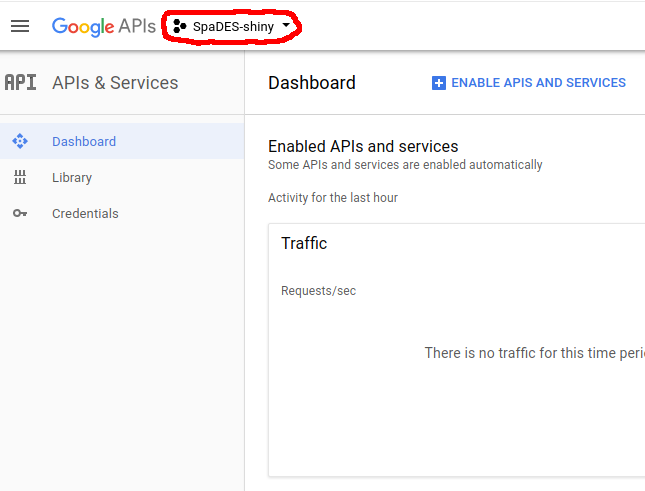 Google APIs SpaDES-shiny
API APIs & Services
Dashboard
ENABLE APIS AND SERVICES
Dashboard
Library
Credentials
Enabled APIs and services
Some APIs and services are enabled automatically
Activity for the last hour
Traffic
Requests/sec
There is no traffic for this time peri